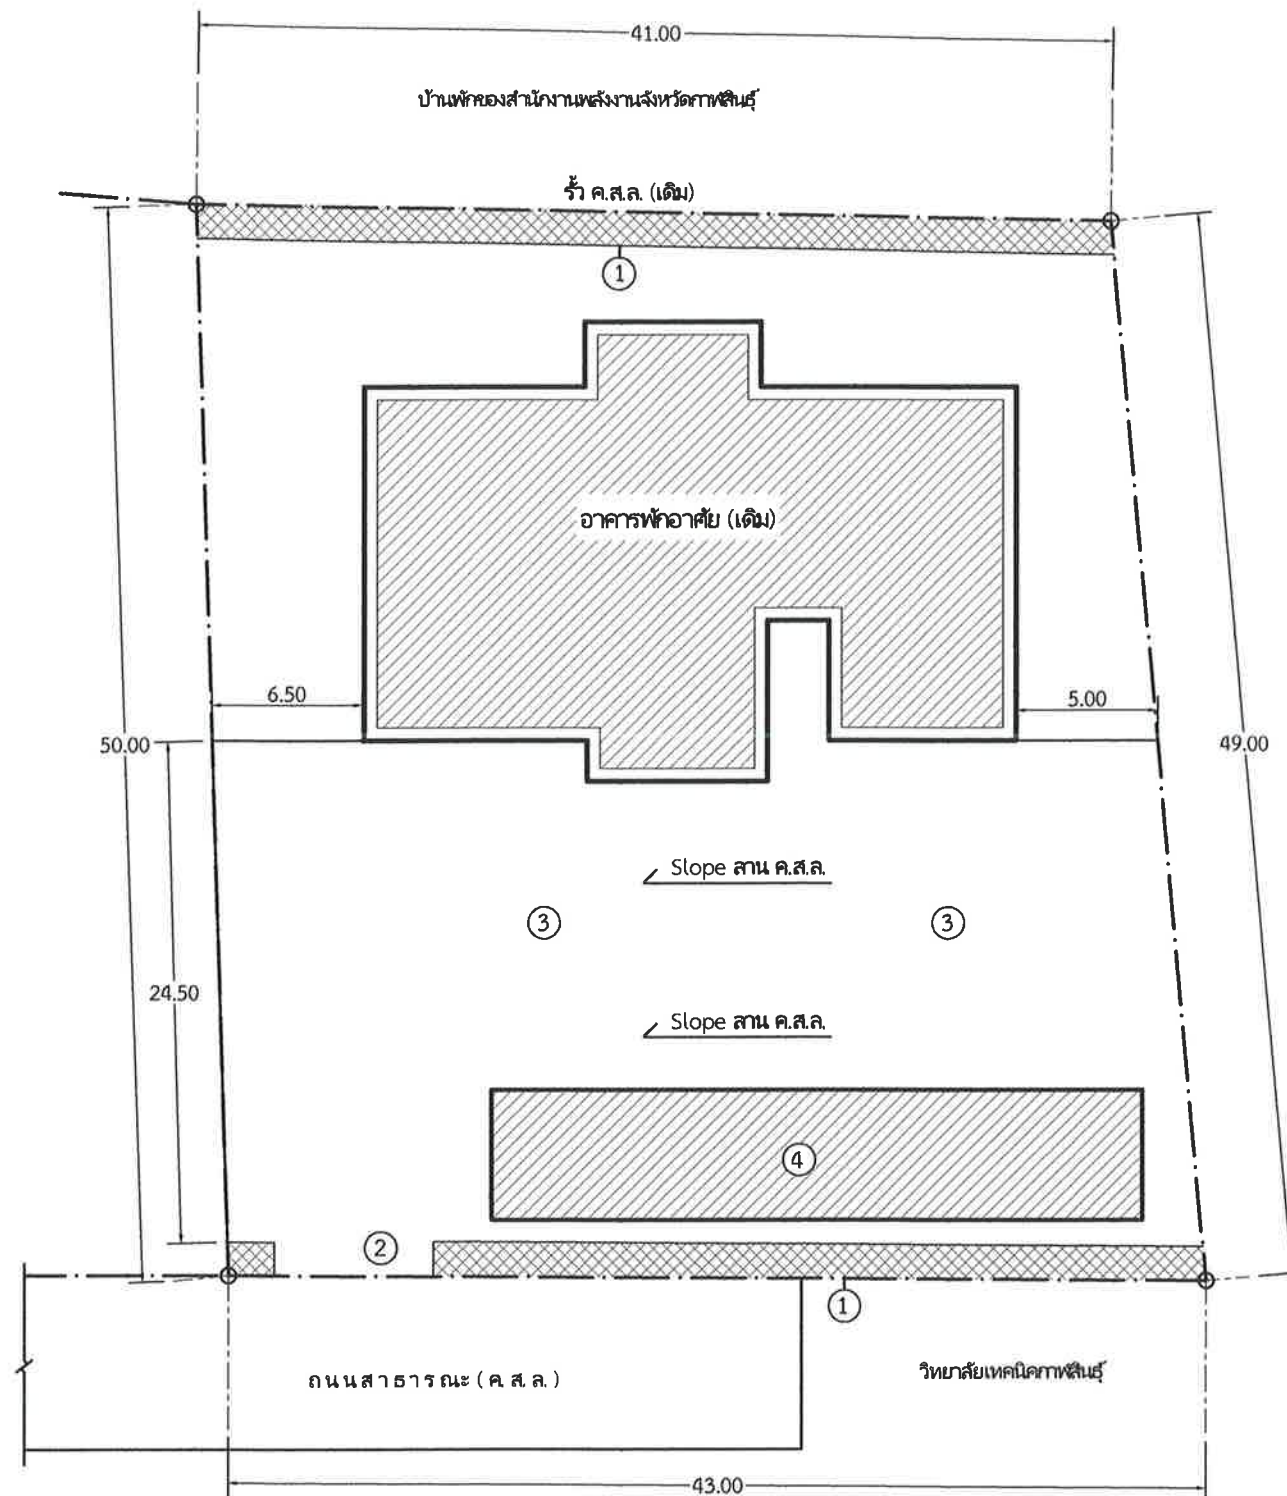 41.00
บ้านพักของสำนักงานพลังงานจังหวัดกาฬสินธุ์
รั้ว ค.ส.ล. (เดิม)
1
อาคารพักอาศัย (เดิม)
6.50
5.00
50.00
49.00
Slope ลาน ค.ส.ล.
3
3
24.50
Slope ลาน ค.ส.ล.
4
2
1
ถนนสาธารณะ (ค.ส.ล.)
วิทยาลัยเทคนิคกาฬสินธุ์
43.00